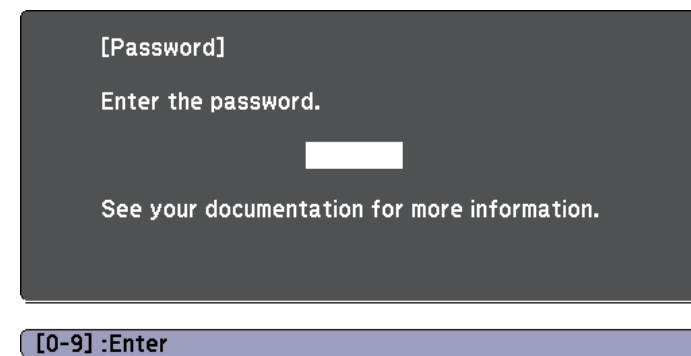 [Password]
Enter the password.
See your documentation for more information.
[0-9] :Enter